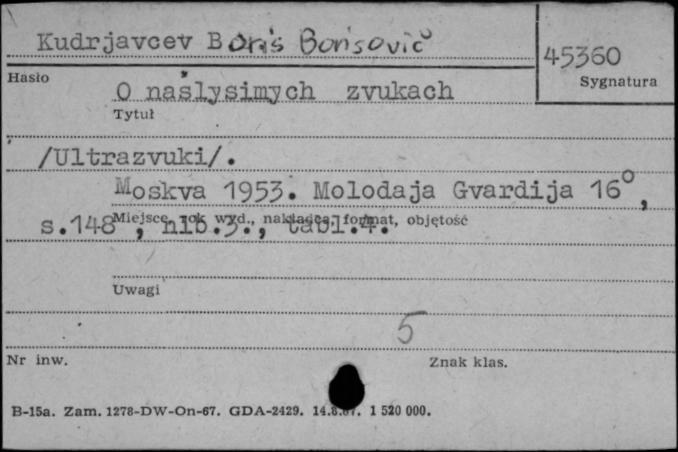 Kudrjavcev Boris Borisovič
45360
Hasło
Sygnatura
O naslyšimych zvukach
Tytuł
/Ultrazvuki/.
Moskva 1953. Molodaja Gvardija 16°,
Miejsce, rok wyd., nakładca, format, objętość
s.148, nlb.3., tabl.4.
Uwagi
5
Nr inw.
Znak klas.
B-15a. Zam. 1278-DW-On-67. GDA-2429. 1 520 000.